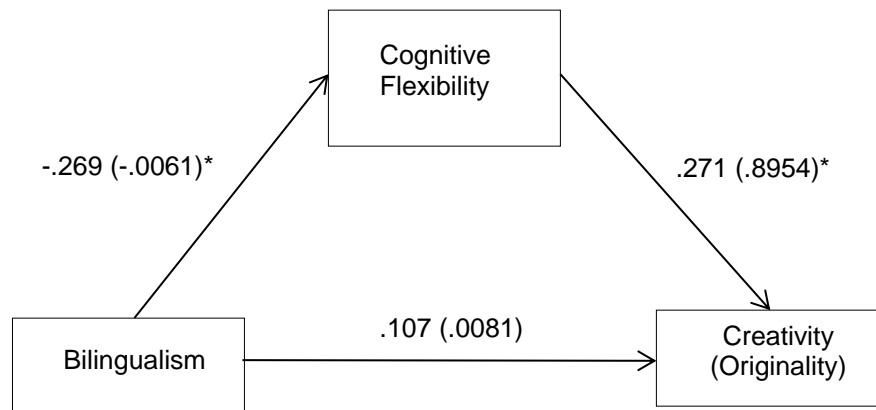 Cognitive
Flexibility
-.269 (-.0061)*
.271 (.8954)*
.107 (.0081)
Bilingualism
Creativity
(Originality)